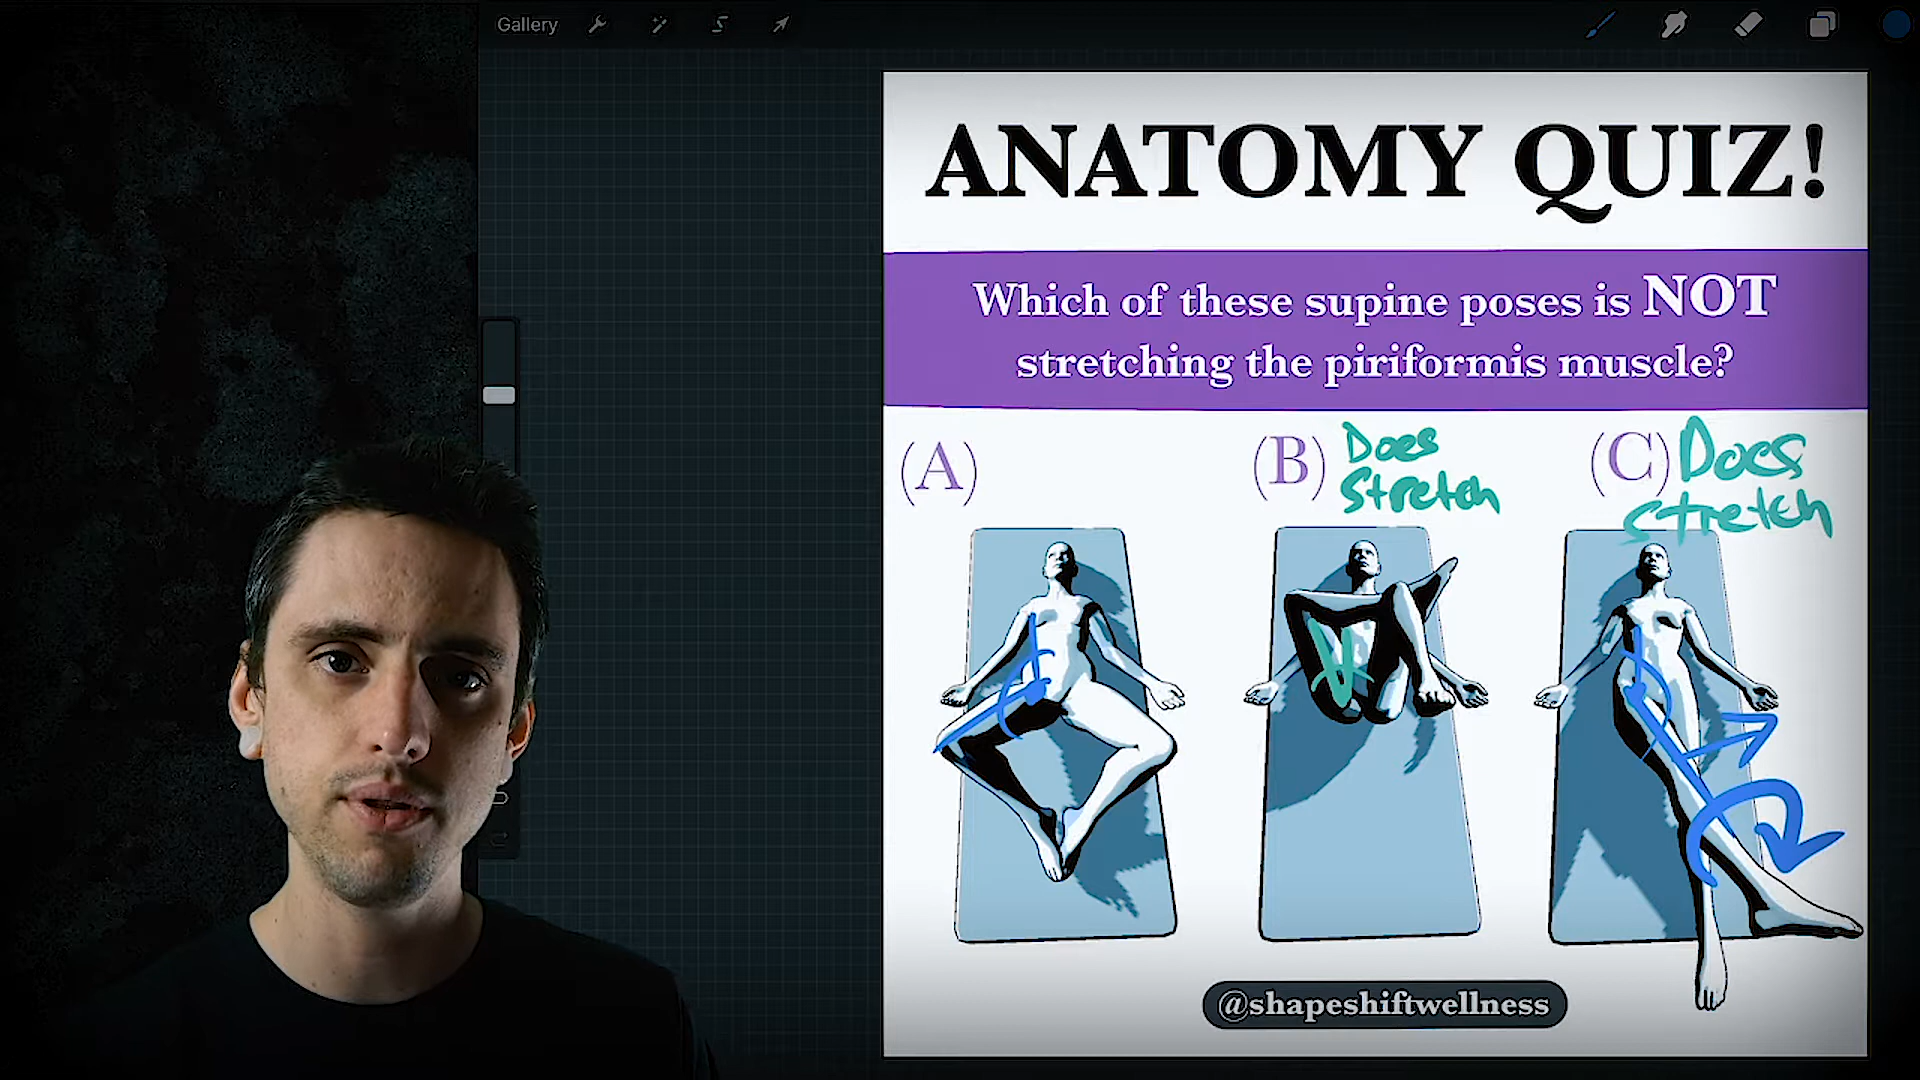 Gallery
ANATOMY QUIZ!
Which of these supine poses is NOT
stretching the piriformis muscle?
(A)
(B) Does
Stretch
(C) Does
stretch
@shapeshiftwellness